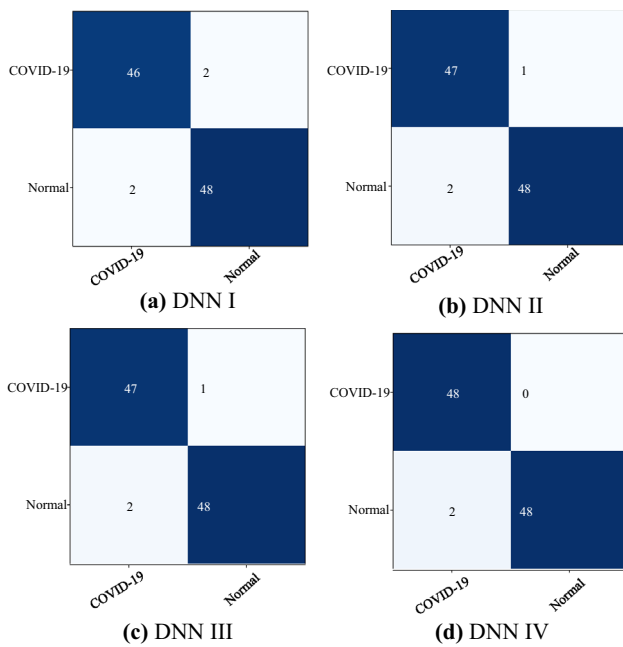 COVID-19
46
2
Normal
2
48
COVID-19
Normal
(a) DNN I
COVID-19
47
1
Normal
2
48
COVID-19
Normal
(b) DNN II
COVID-19
47
1
Normal
2
48
COVID-19
Normal
(c) DNN III
COVID-19
48
0
Normal
2
48
COVID-19
Normal
(d) DNN IV